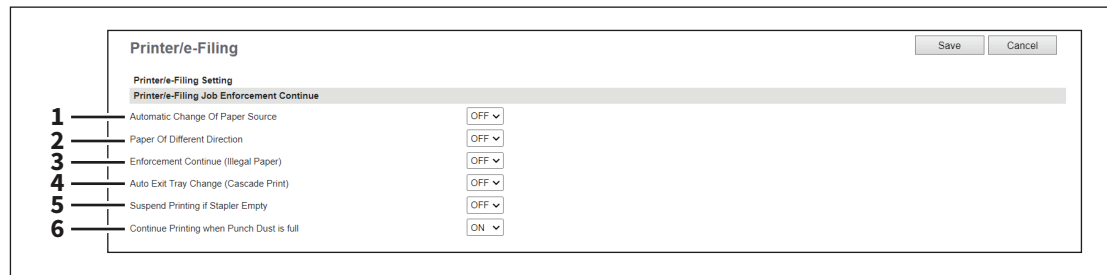 Printer/e-Filing Save Cancel
Printer/e-Filing Setting
Printer/e-Filing Job Enforcement Continue
1 Automatic Change Of Paper Source OFF
2 Paper Of Different Direction OFF
3 Enforcement Continue (Illegal Paper) OFF
4 Auto Exit Tray Change (Cascade Print) OFF
5 Suspend Printing if Stapler Empty OFF
6 Continue Printing when Punch Dust is full ON